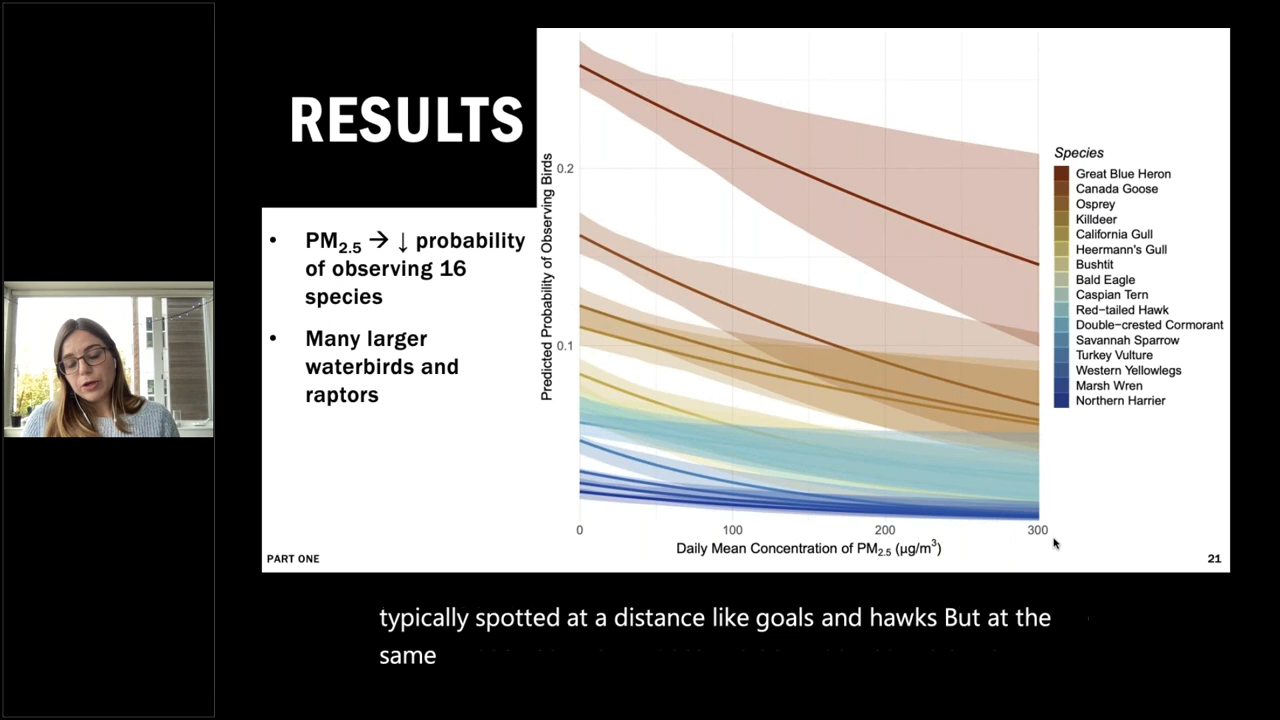 RESULTS
• PM2.5 → ↓ probability
of observing 16
species
• Many larger
waterbirds and
raptors
PART ONE
Predicted Probability of Observing Birds
0.2
0.1
0
100
200
300
Daily Mean Concentration of PM2.5 (µg/m3)
Species
Great Blue Heron
Canada Goose
Osprey
Killdeer
California Gull
Heermann's Gull
Bushtit
Bald Eagle
Caspian Tern
Red−tailed Hawk
Double−crested Cormorant
Savannah Sparrow
Turkey Vulture
Western Yellowlegs
Marsh Wren
Northern Harrier
21
typically spotted at a distance like goals and hawks But at the
same